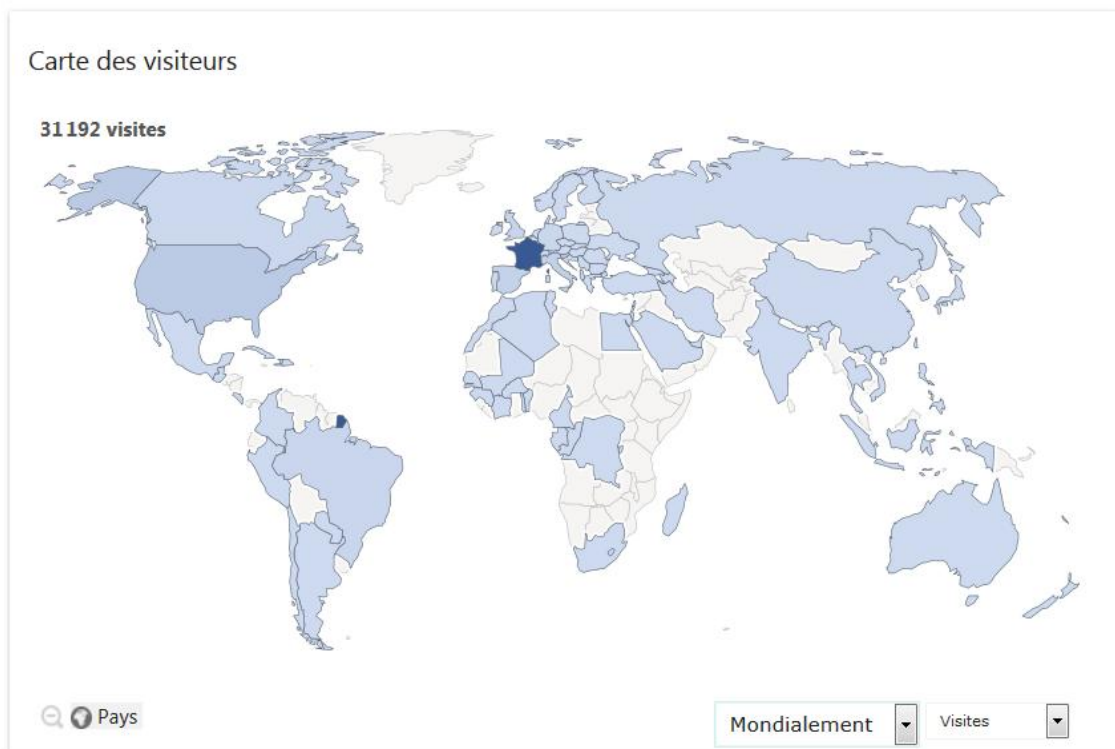 Carte des visiteurs
31 192 visites
Pays
Mondialement
Visites